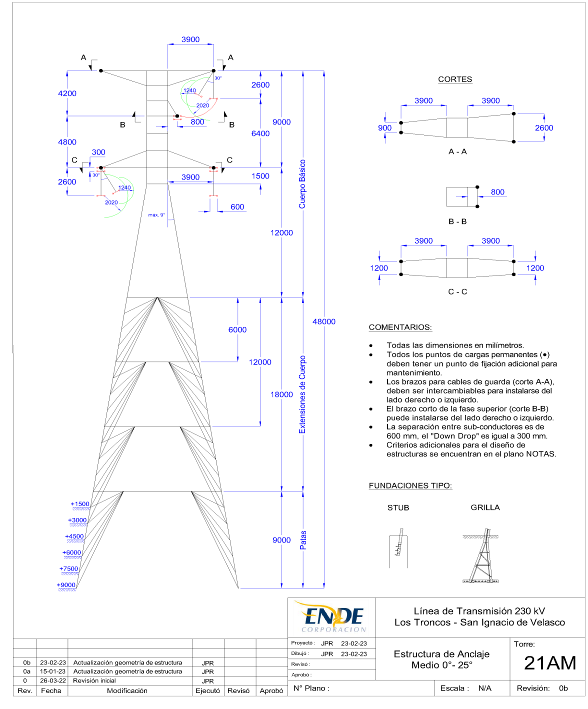 3900
A
A
30°
2600
1240
4200
2020
800
9000
B
B
6400
4800
300
C
C
30°
3900
1500
2600
1240
2020
600
Cuerpo Básico
max. 9°
12000
48000
6000
12000
18000
Extensiones de Cuerpo
+1500
+3000
+4500
+6000
+7500
+9000
9000
Patas
CORTES
3900
3900
900
2600
A - A
800
B - B
3900
3900
1200
1200
C - C
COMENTARIOS:
• Todas las dimensiones en milímetros.
• Todos los puntos de cargas permanentes (•)
deben tener un punto de fijación adicional para
mantenimiento.
• Los brazos para cables de guarda (corte A-A),
deben ser intercambiables para instalarse del
lado derecho o izquierdo.
• El brazo corto de la fase superior (corte B-B)
puede instalarse del lado derecho o izquierdo.
• La separación entre sub-conductores es de
600 mm, el "Down Drop" es igual a 300 mm.
• Criterios adicionales para el diseño de
estructuras se encuentran en el plano NOTAS.
FUNDACIONES TIPO:
STUB
GRILLA
ENDE
CORPORACION
Línea de Transmisión 230 kV
Los Troncos - San Ignacio de Velasco
Proyecto : JPR 23-02-23
Dibujo : JPR 23-02-23
Revisó :
Aprobo :
Estructura de Anclaje
Medio 0°- 25°
Torre:
21AM
0b 23-02-23 Actualización geometría de estructura JPR
0a 15-01-23 Actualización geometría de estructura JPR
0 26-03-22 Revisión inicial JPR
Rev. Fecha Modificación Ejecutó Revisó Aprobó
N° Plano :
Escala : N/A
Revisión: 0b